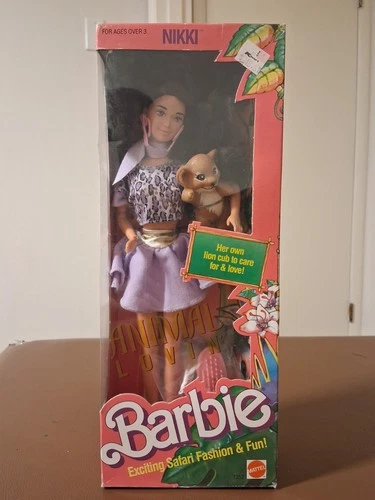 FOR AGES OVER 3
NIKKI™
Her own
lion cub to care
for & love!
ANIMAL
LOVIN'
Barbie
Exciting Safari Fashion & Fun!
MATTEL